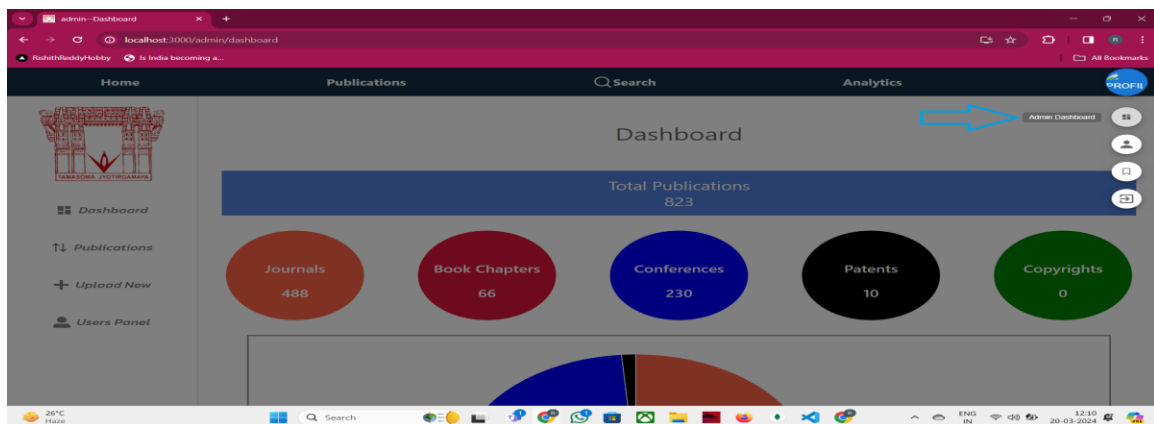 admin--Dashboard
localhost:3000/admin/dashboard
RishithReddyHobby Is India becoming a... All Bookmarks
Home Publications Search Analytics PROFIL
TAMASOMA JYOTIRGAMAYA
Dashboard
Admin Dashboard
Total Publications
823
Dashboard
Publications
Upload New
Users Panel
Journals
488
Book Chapters
66
Conferences
230
Patents
10
Copyrights
0
26°C
Haze
Search
ENG
IN
12:10
20-03-2024